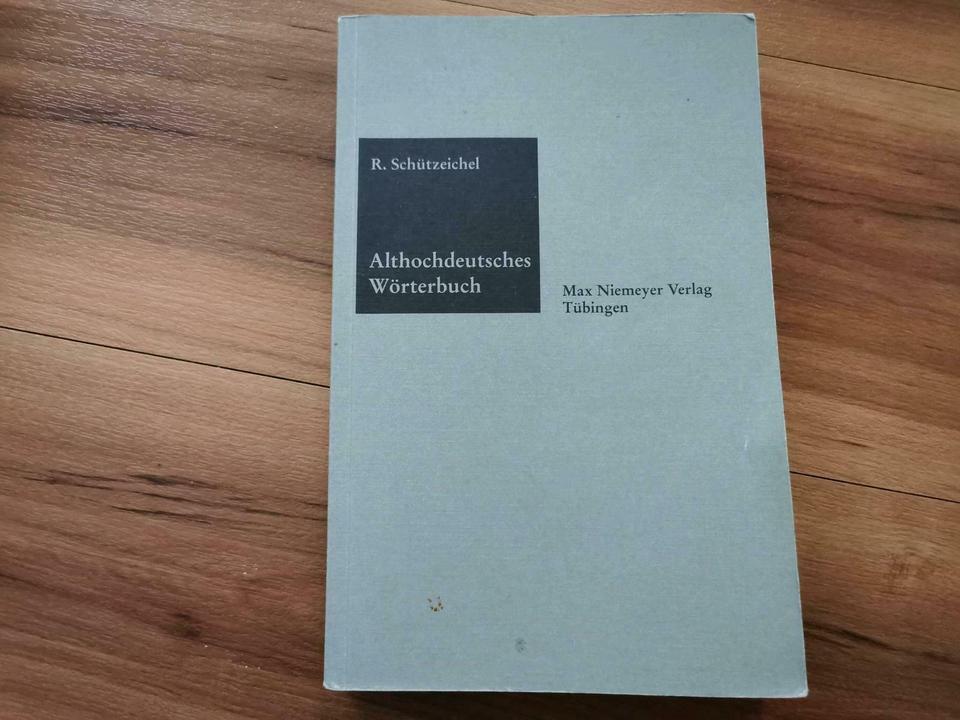 R. Schützeichel
Althochdeutsches
Wörterbuch
Max Niemeyer Verlag
Tübingen